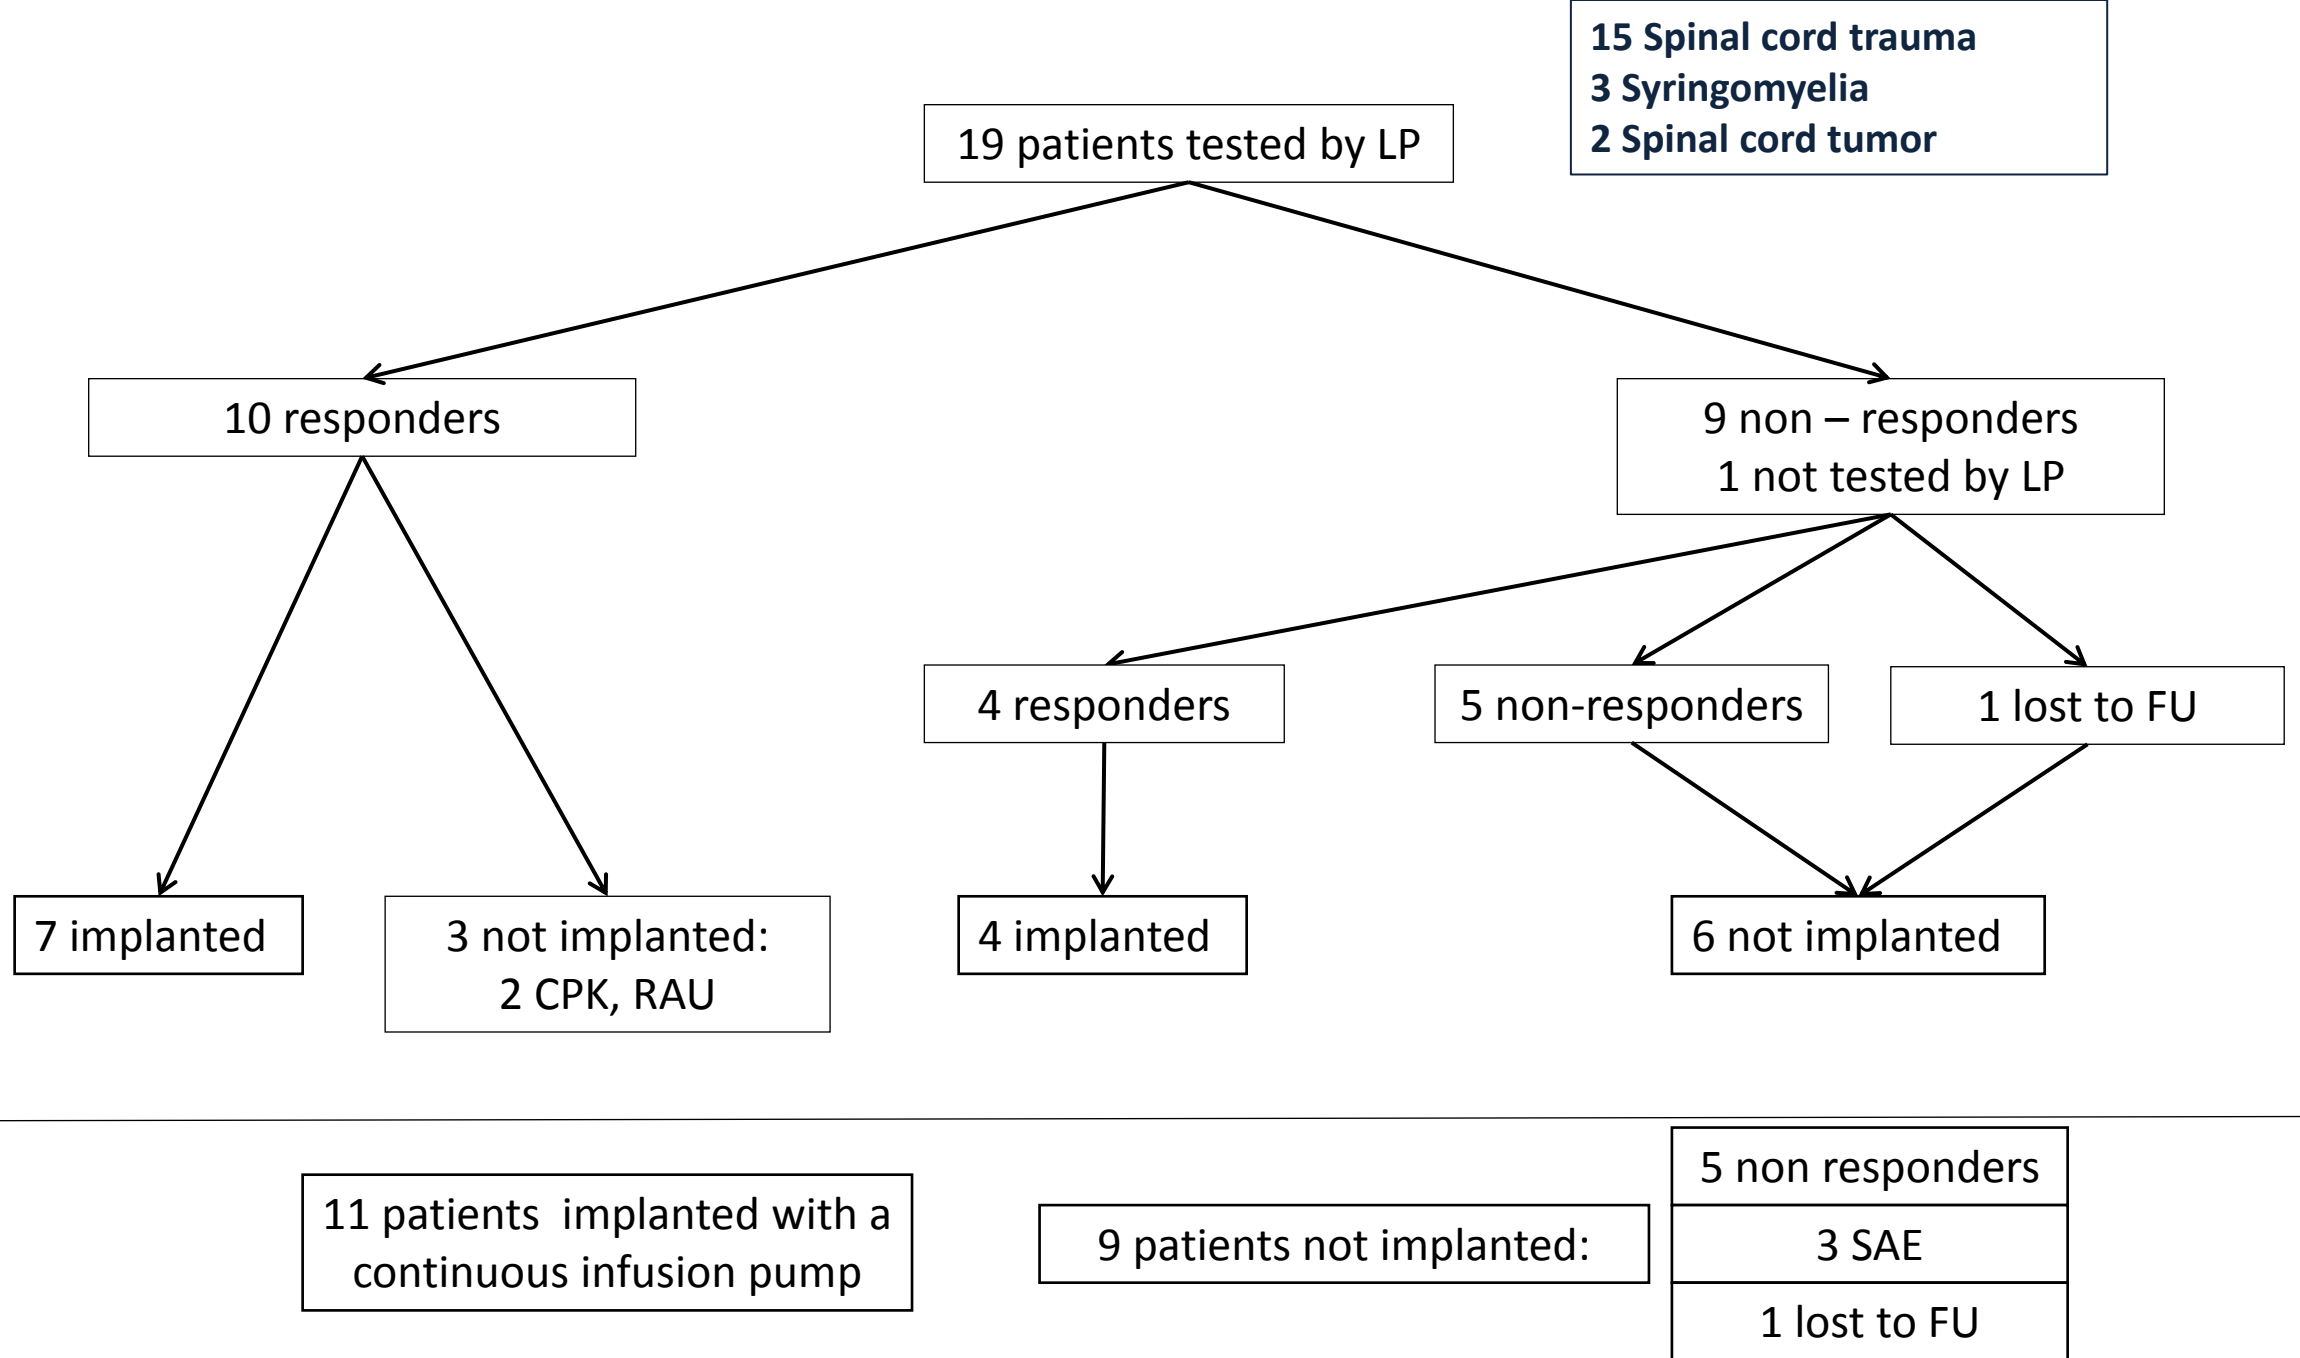 15 Spinal cord trauma
3 Syringomyelia
2 Spinal cord tumor
19 patients tested by LP
10 responders
9 non – responders
1 not tested by LP
4 responders
5 non-responders
1 lost to FU
7 implanted
3 not implanted:
2 CPK, RAU
4 implanted
6 not implanted
11 patients implanted with a
continuous infusion pump
9 patients not implanted:
5 non responders
3 SAE
1 lost to FU